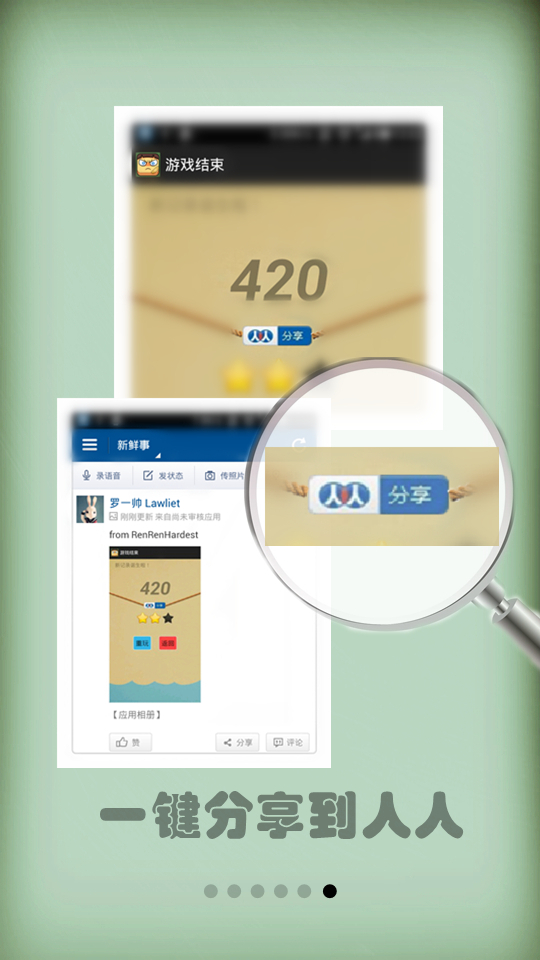 游戏结束
420
人人 分享
新鲜事
录语音 发状态 传照片
人人 分享
罗一帅 Lawliet
刚刚更新 来自尚未审核应用
from RenRenHardest
游戏结束
420
重玩 返回
【应用相册】
赞 分享 评论
一键分享到人人